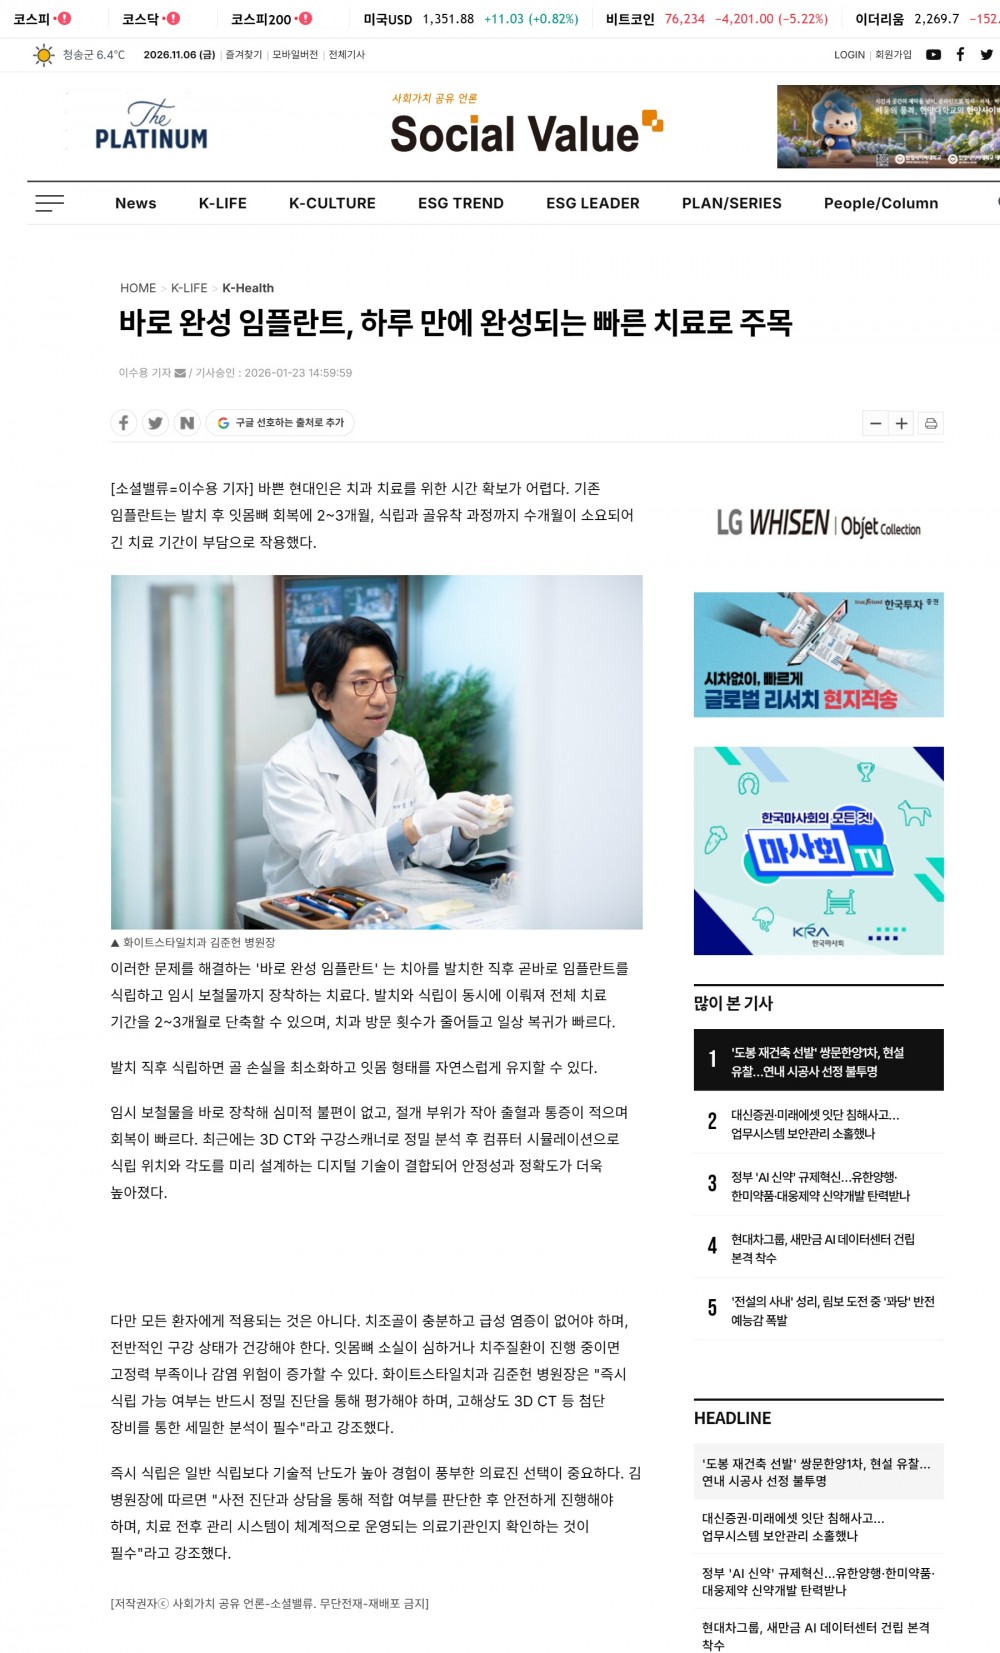 코스피
코스닥
코스피200
미국USD 1,351.88 +11.03 (+0.82%)
비트코인 76,234 −4,201.00 (−5.22%)
이더리움 2,269.7 −152.
청송군 6.4℃
2026.11.06 (금) 즐겨찾기 모바일버전 전체기사
LOGIN 회원가입
The
PLATINUM
사회가치 공유 언론
Social Value
News K-LIFE K-CULTURE ESG TREND ESG LEADER PLAN/SERIES People/Column
HOME > K-LIFE > K-Health
바로 완성 임플란트, 하루 만에 완성되는 빠른 치료로 주목
이수용 기자 / 기사승인 : 2026-01-23 14:59:59
구글 선호하는 출처로 추가
[소셜밸류=이수용 기자] 바쁜 현대인은 치과 치료를 위한 시간 확보가 어렵다. 기존
임플란트는 발치 후 잇몸뼈 회복에 2~3개월, 식립과 골유착 과정까지 수개월이 소요되어
긴 치료 기간이 부담으로 작용했다.
▲ 화이트스타일치과 김준헌 병원장
이러한 문제를 해결하는 '바로 완성 임플란트' 는 치아를 발치한 직후 곧바로 임플란트를
식립하고 임시 보철물까지 장착하는 치료다. 발치와 식립이 동시에 이뤄져 전체 치료
기간을 2~3개월로 단축할 수 있으며, 치과 방문 횟수가 줄어들고 일상 복귀가 빠르다.
발치 직후 식립하면 골 손실을 최소화하고 잇몸 형태를 자연스럽게 유지할 수 있다.
임시 보철물을 바로 장착해 심미적 불편이 없고, 절개 부위가 작아 출혈과 통증이 적으며
회복이 빠르다. 최근에는 3D CT와 구강스캐너로 정밀 분석 후 컴퓨터 시뮬레이션으로
식립 위치와 각도를 미리 설계하는 디지털 기술이 결합되어 안정성과 정확도가 더욱
높아졌다.
다만 모든 환자에게 적용되는 것은 아니다. 치조골이 충분하고 급성 염증이 없어야 하며,
전반적인 구강 상태가 건강해야 한다. 잇몸뼈 소실이 심하거나 치주질환이 진행 중이면
고정력 부족이나 감염 위험이 증가할 수 있다. 화이트스타일치과 김준헌 병원장은 "즉시
식립 가능 여부는 반드시 정밀 진단을 통해 평가해야 하며, 고해상도 3D CT 등 첨단
장비를 통한 세밀한 분석이 필수"라고 강조했다.
즉시 식립은 일반 식립보다 기술적 난도가 높아 경험이 풍부한 의료진 선택이 중요하다. 김
병원장에 따르면 "사전 진단과 상담을 통해 적합 여부를 판단한 후 안전하게 진행해야
하며, 치료 전후 관리 시스템이 체계적으로 운영되는 의료기관인지 확인하는 것이
필수"라고 강조했다.
[저작권자ⓒ 사회가치 공유 언론-소셜밸류. 무단전재-재배포 금지]
LG WHISEN | Objet Collection
한국투자 증권
시차없이, 빠르게
글로벌 리서치 현지직송
한국마사회의 모든 것!
마사회 TV
KRA
한국마사회
많이 본 기사
1 '도봉 재건축 선발' 쌍문한양1차, 현설
유찰…연내 시공사 선정 불투명
2 대신증권·미래에셋 잇단 침해사고…
업무시스템 보안관리 소홀했나
3 정부 'AI 신약' 규제혁신…유한양행·
한미약품·대웅제약 신약개발 탄력받나
4 현대차그룹, 새만금 AI 데이터센터 건립
본격 착수
5 '전설의 사내' 성리, 림보 도전 중 '꽈당' 반전
예능감 폭발
HEADLINE
'도봉 재건축 선발' 쌍문한양1차, 현설 유찰…
연내 시공사 선정 불투명
대신증권·미래에셋 잇단 침해사고…
업무시스템 보안관리 소홀했나
정부 'AI 신약' 규제혁신…유한양행·한미약품·
대웅제약 신약개발 탄력받나
현대차그룹, 새만금 AI 데이터센터 건립 본격
착수